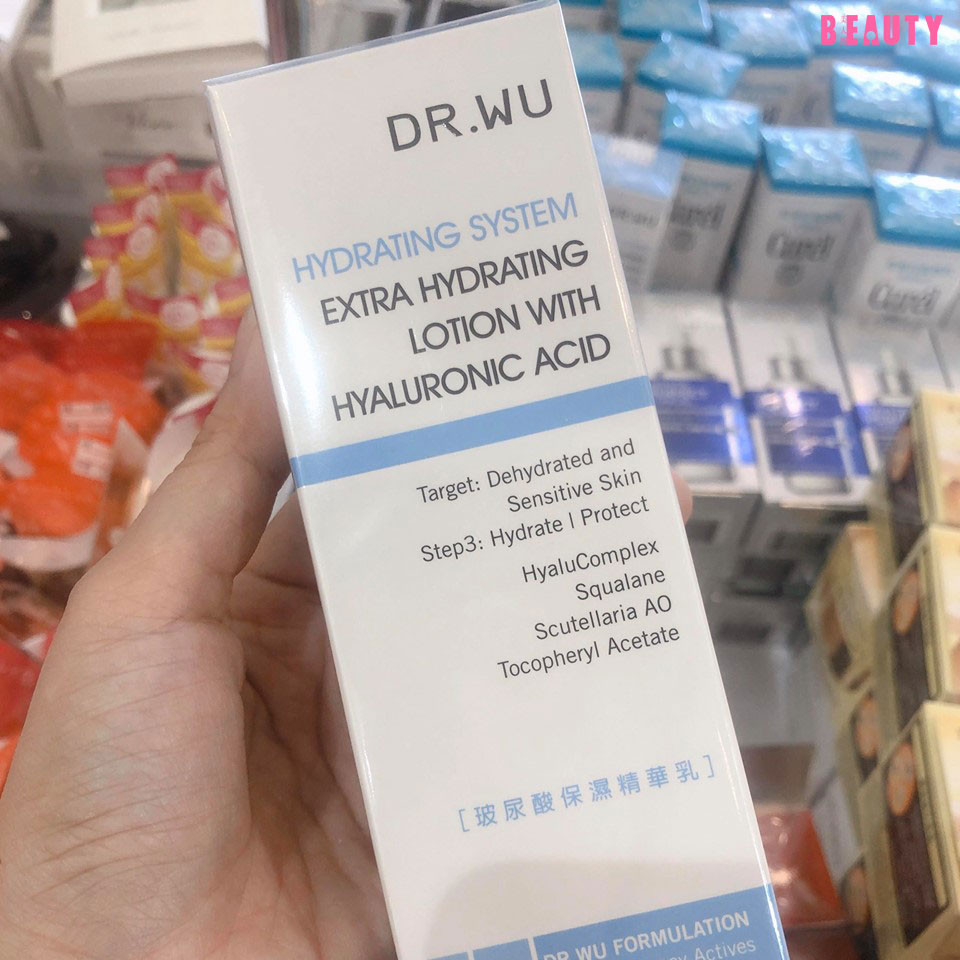 BEAUTY
DR.WU
HYDRATING SYSTEM
EXTRA HYDRATING
LOTION WITH
HYALURONIC ACID
Target: Dehydrated and
Sensitive Skin
Step3: Hydrate I Protect
HyaluComplex
Squalane
Scutellaria AO
Tocopheryl Acetate
[玻尿酸保濕精華乳]
DR.WU FORMULATION
Actives
Curel
Curel
Curel